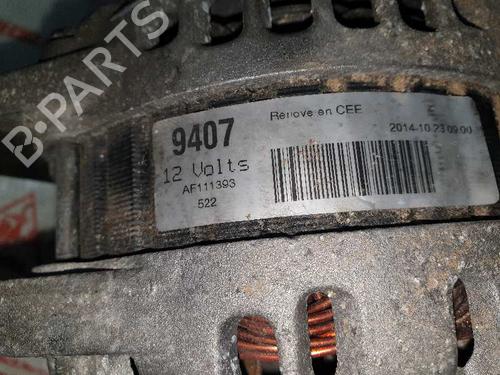 B-PARTS
9407
Renove en CEE
2014-10-23 09:00
12 Volts
AF111393
522